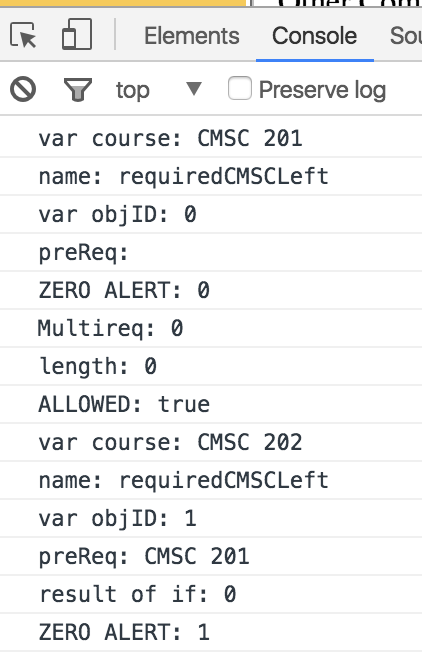 Elements Console
top Preserve log
var course: CMSC 201
name: requiredCMSCLeft
var objID: 0
preReq:
ZERO ALERT: 0
Multireq: 0
length: 0
ALLOWED: true
var course: CMSC 202
name: requiredCMSCLeft
var objID: 1
preReq: CMSC 201
result of if: 0
ZERO ALERT: 1